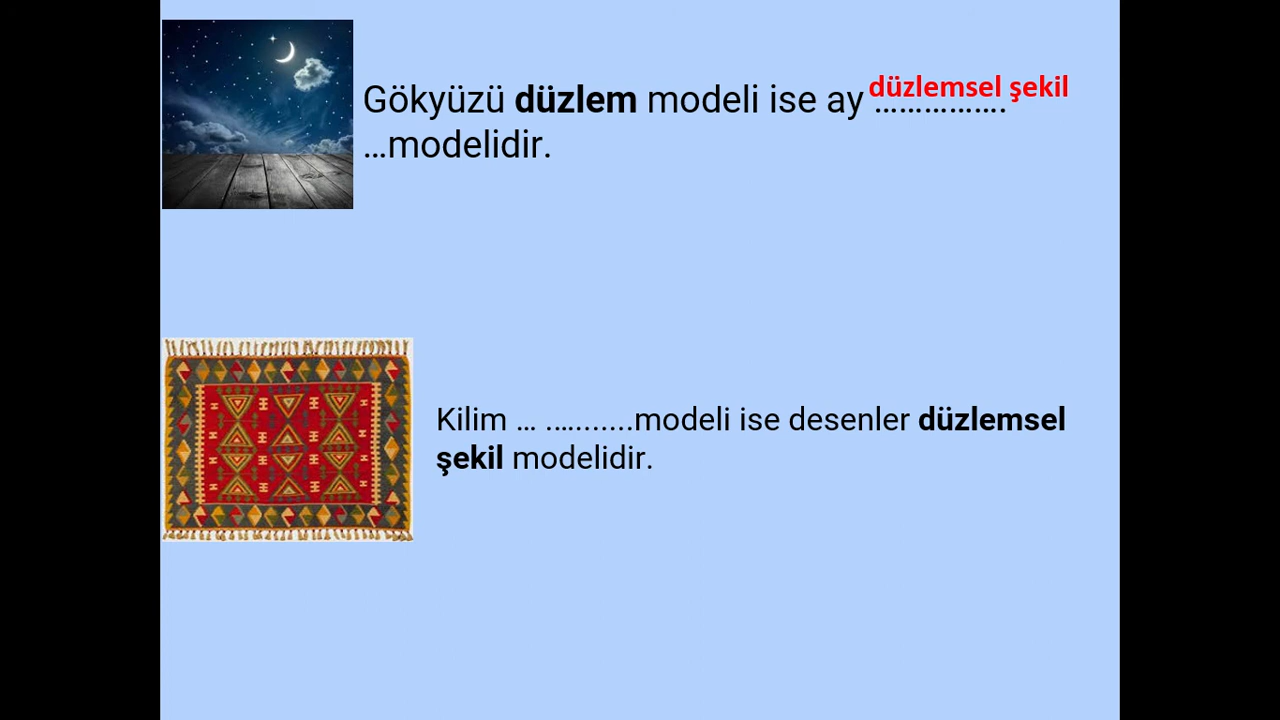 Gökyüzü düzlem modeli ise ay düzlemsel şekil …………….
…modelidir.
Kilim … ….......modeli ise desenler düzlemsel
şekil modelidir.